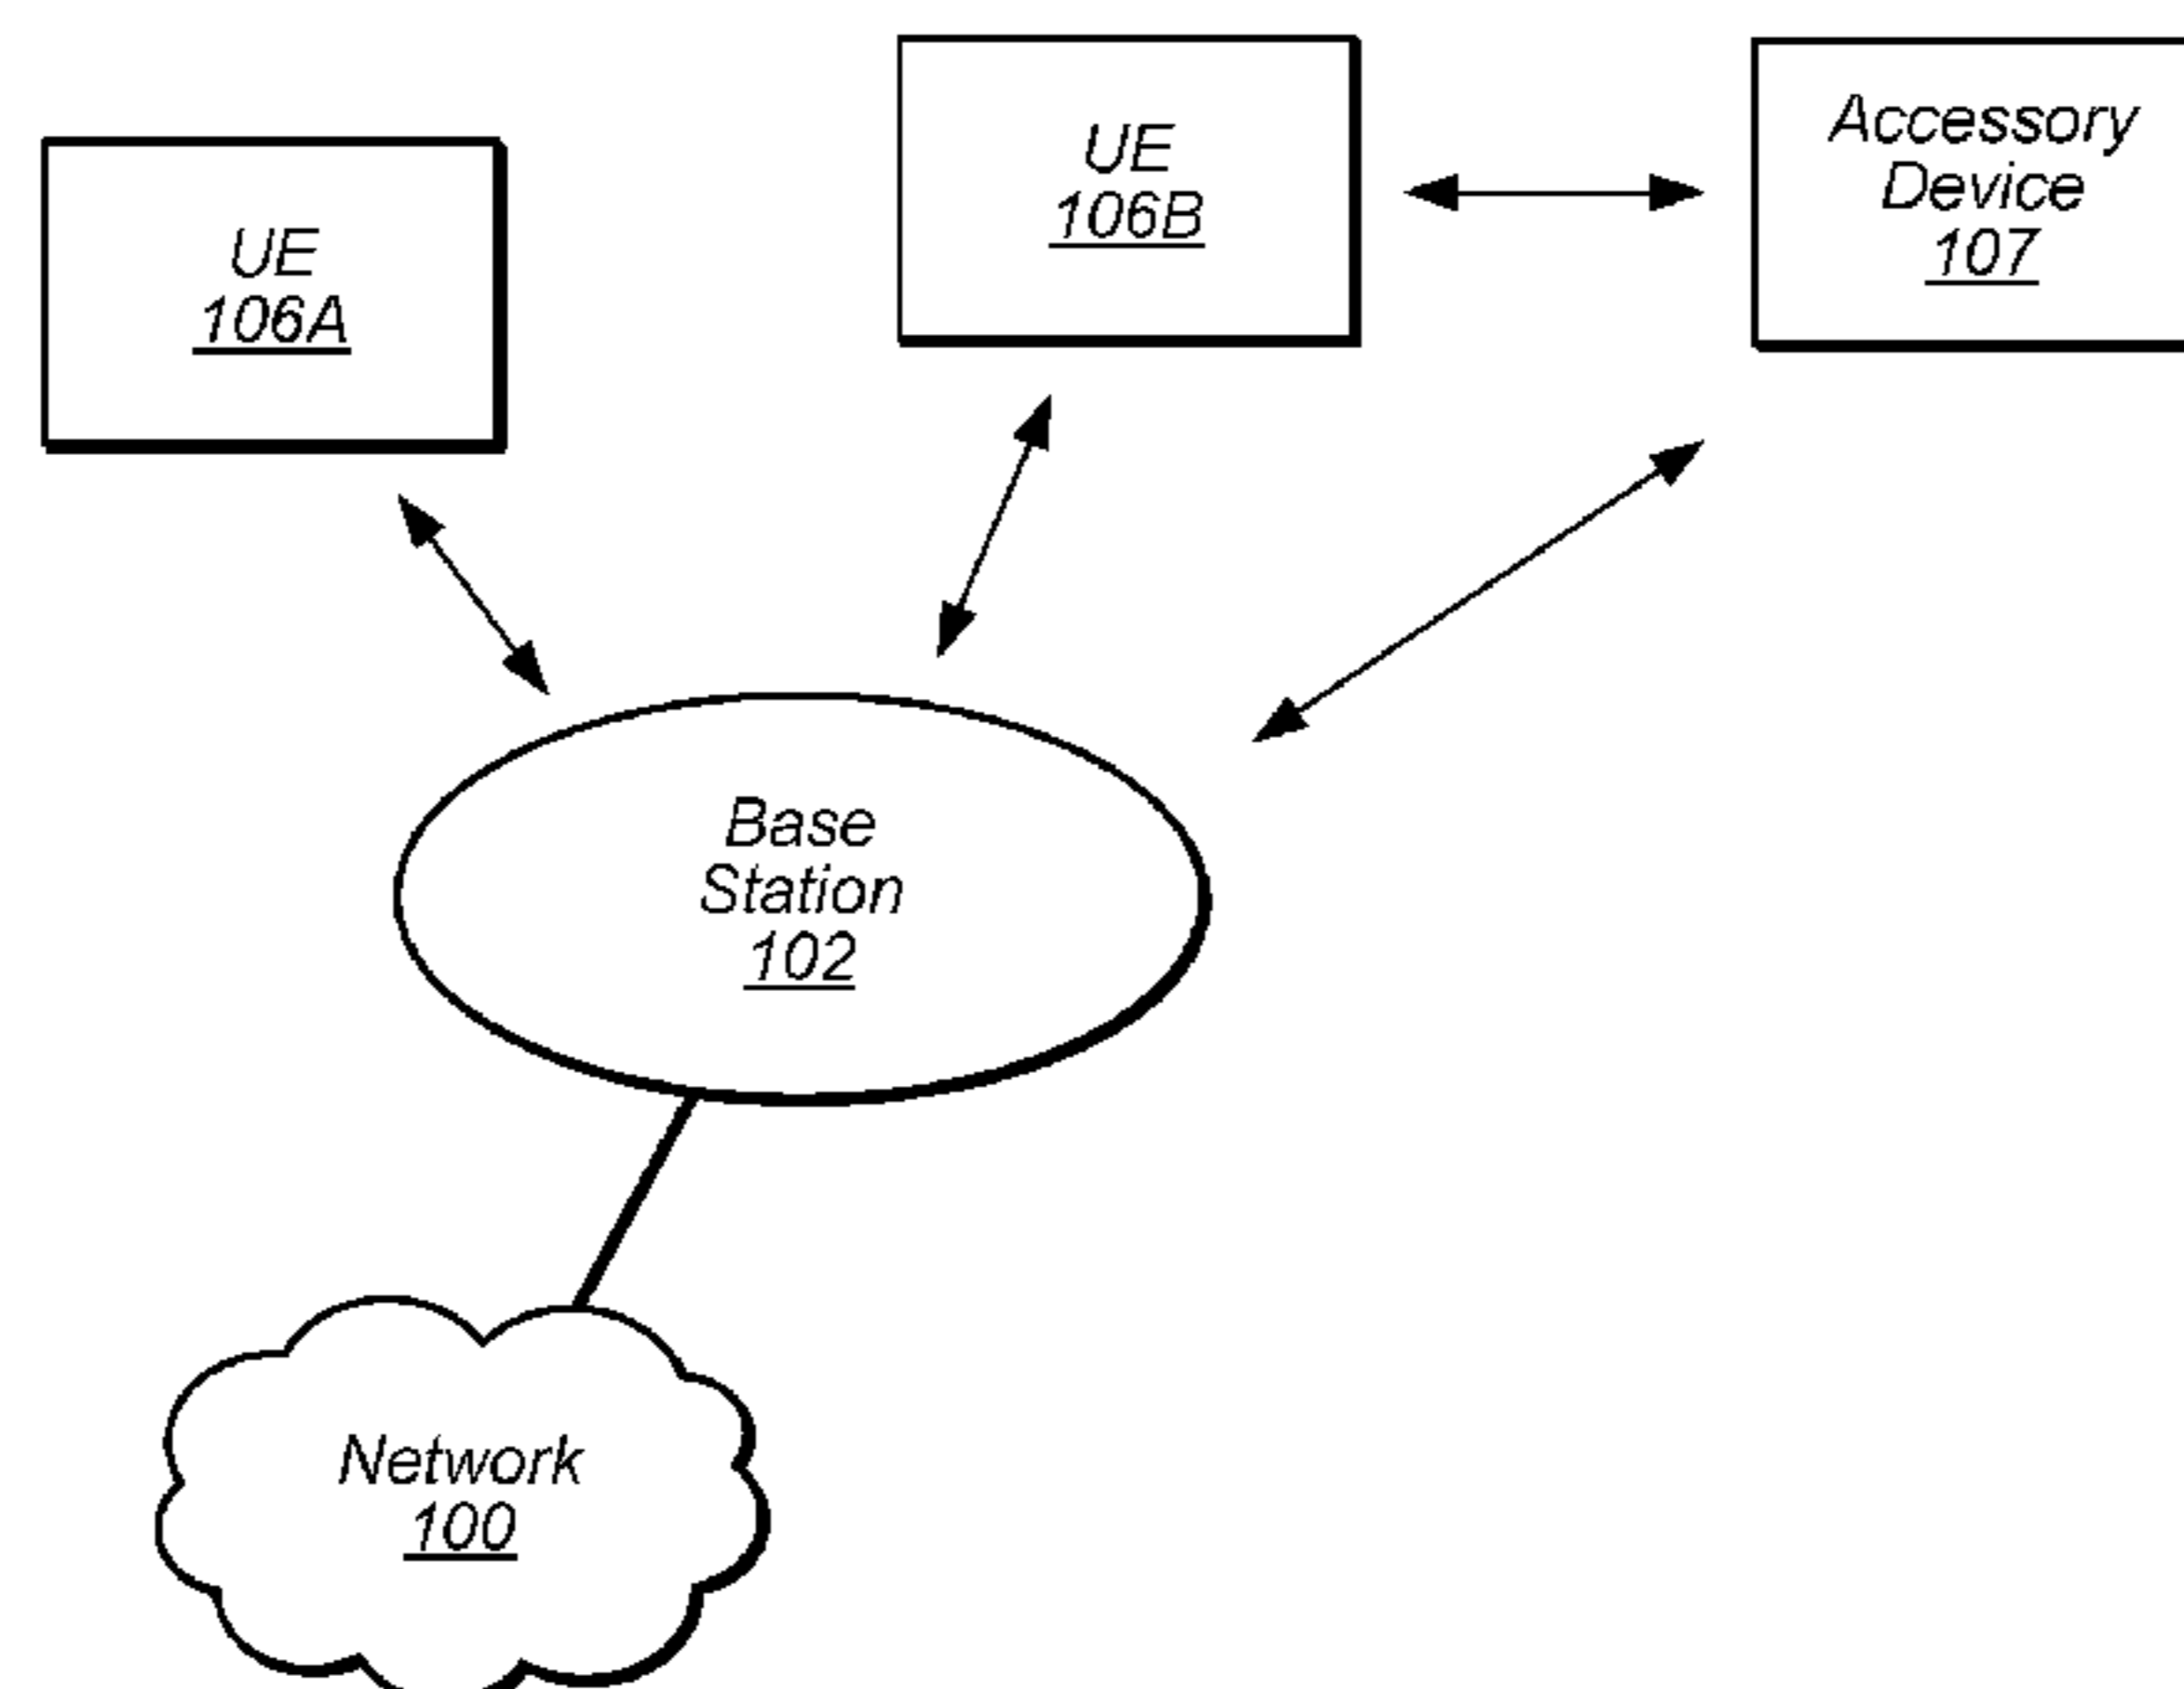 UE
106A
UE
106B
Accessory
Device
107
Base
Station
102
Network
100